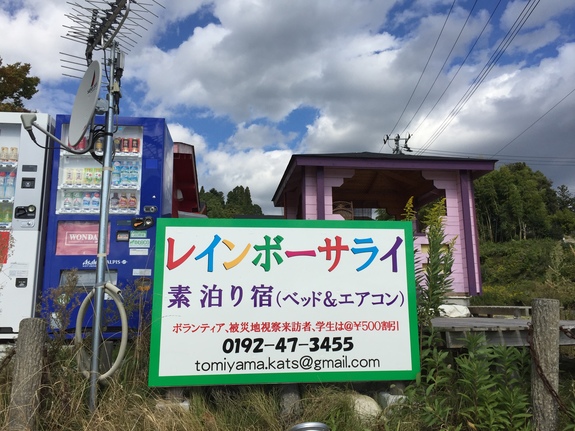 レインボーサライ
素泊り宿(ベッド&エアコン)
ボランティア、被災地視察来訪者、学生は@￥500割引
0192-47-3455
tomiyama.kats@gmail.com
WONDA